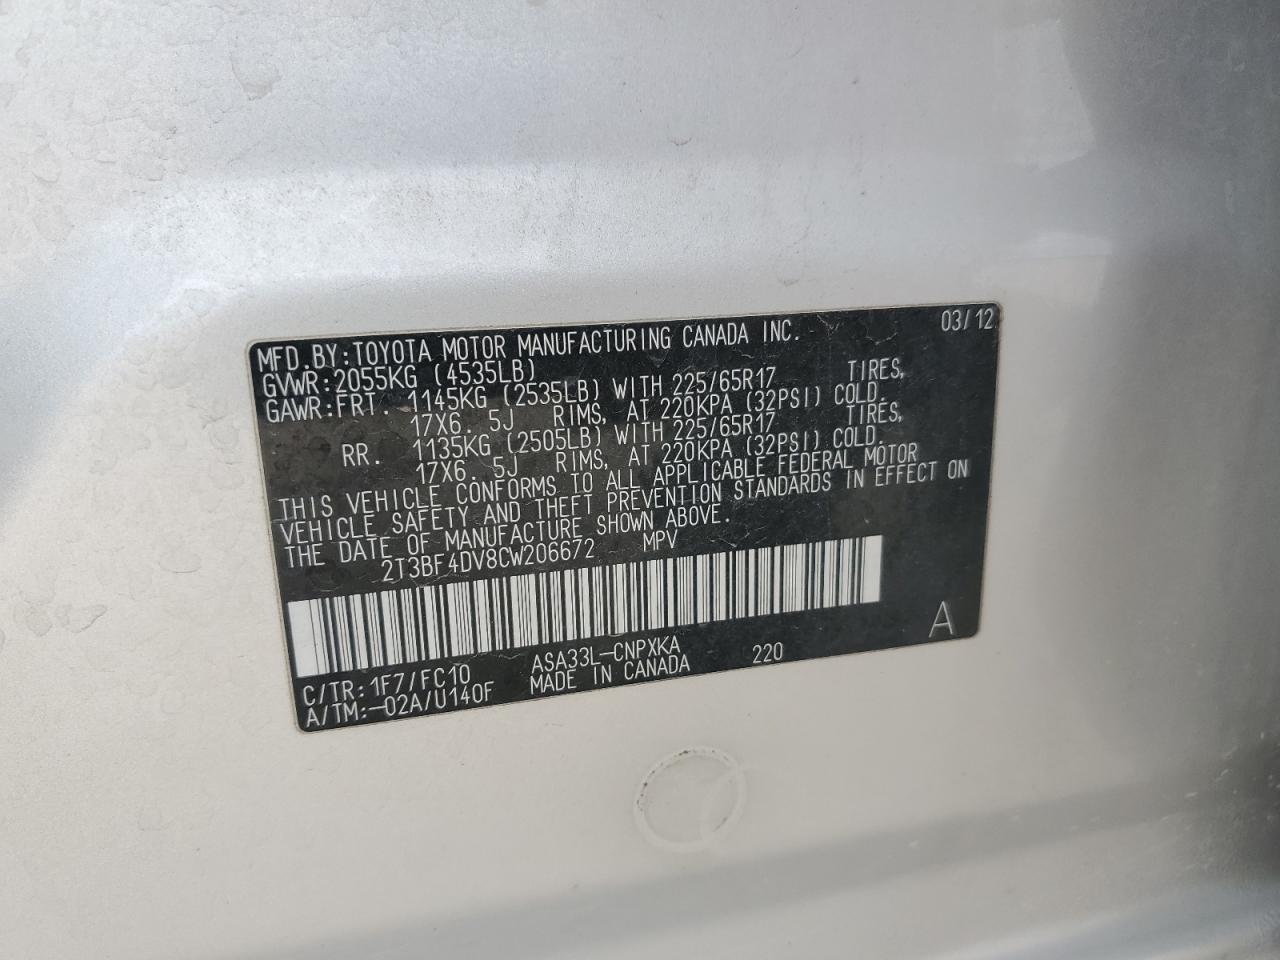 MFD.BY:TOYOTA MOTOR MANUFACTURING CANADA INC. 03/12
GVWR:2055KG (4535LB)
GAWR:FRT. 1145KG (2535LB) WITH 225/65R17 TIRES,
17X6.5J RIMS, AT 220KPA (32PSI) COLD.
RR. 1135KG (2505LB) WITH 225/65R17 TIRES,
17X6.5J RIMS, AT 220KPA (32PSI) COLD.
THIS VEHICLE CONFORMS TO ALL APPLICABLE FEDERAL MOTOR
VEHICLE SAFETY AND THEFT PREVENTION STANDARDS IN EFFECT ON
THE DATE OF MANUFACTURE SHOWN ABOVE.
2T3BF4DV8CW206672 MPV
A
C/TR:1F7/FC10 ASA33L-CNPXKA 220
A/TM:-02A/U140F MADE IN CANADA